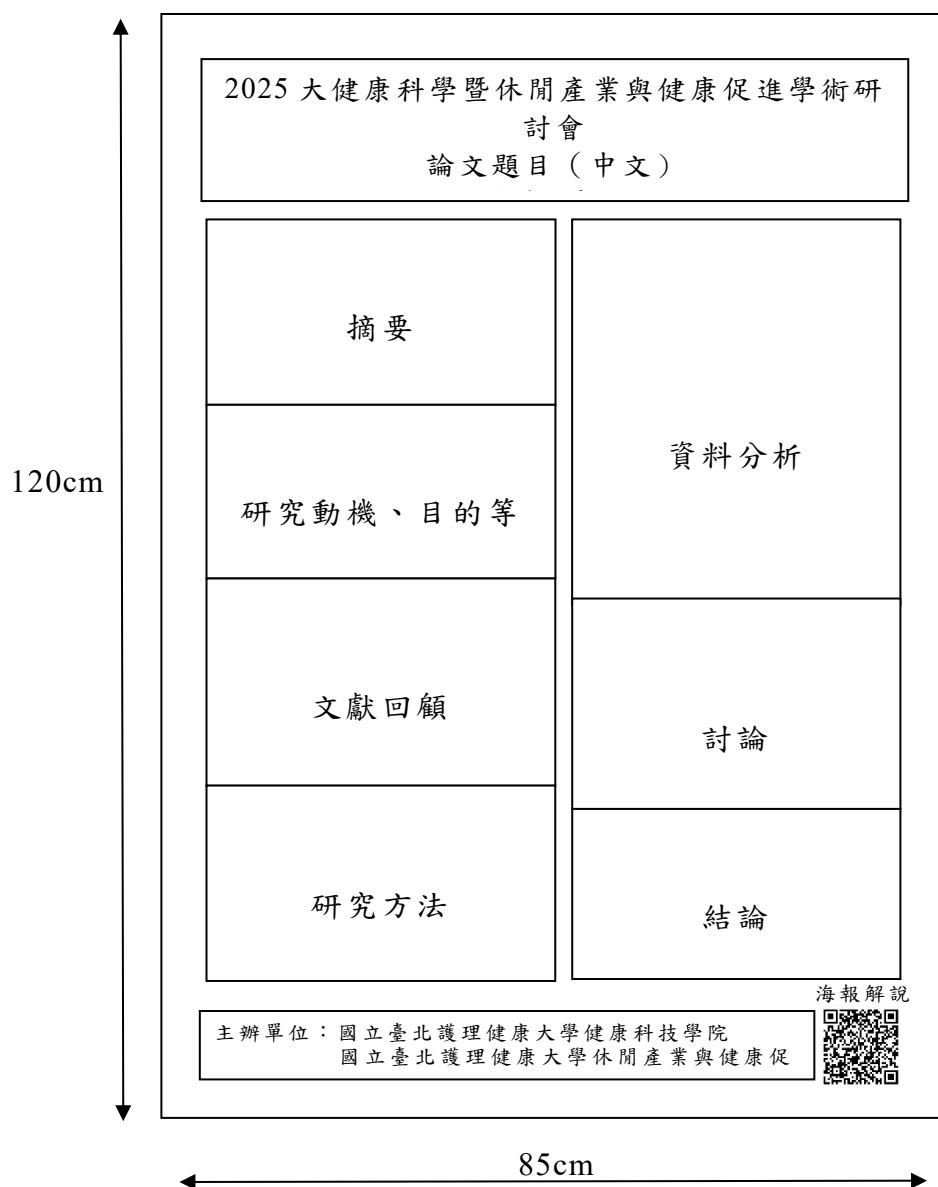 2025 大健康科學暨休閒產業與健康促進學術研
討會
論文題目（中文）
摘要
研究動機、目的等
文獻回顧
研究方法
資料分析
討論
結論
120cm
海報解說
主辦單位：國立臺北護理健康大學健康科技學院
國立臺北護理健康大學休閒產業與健康促
85cm